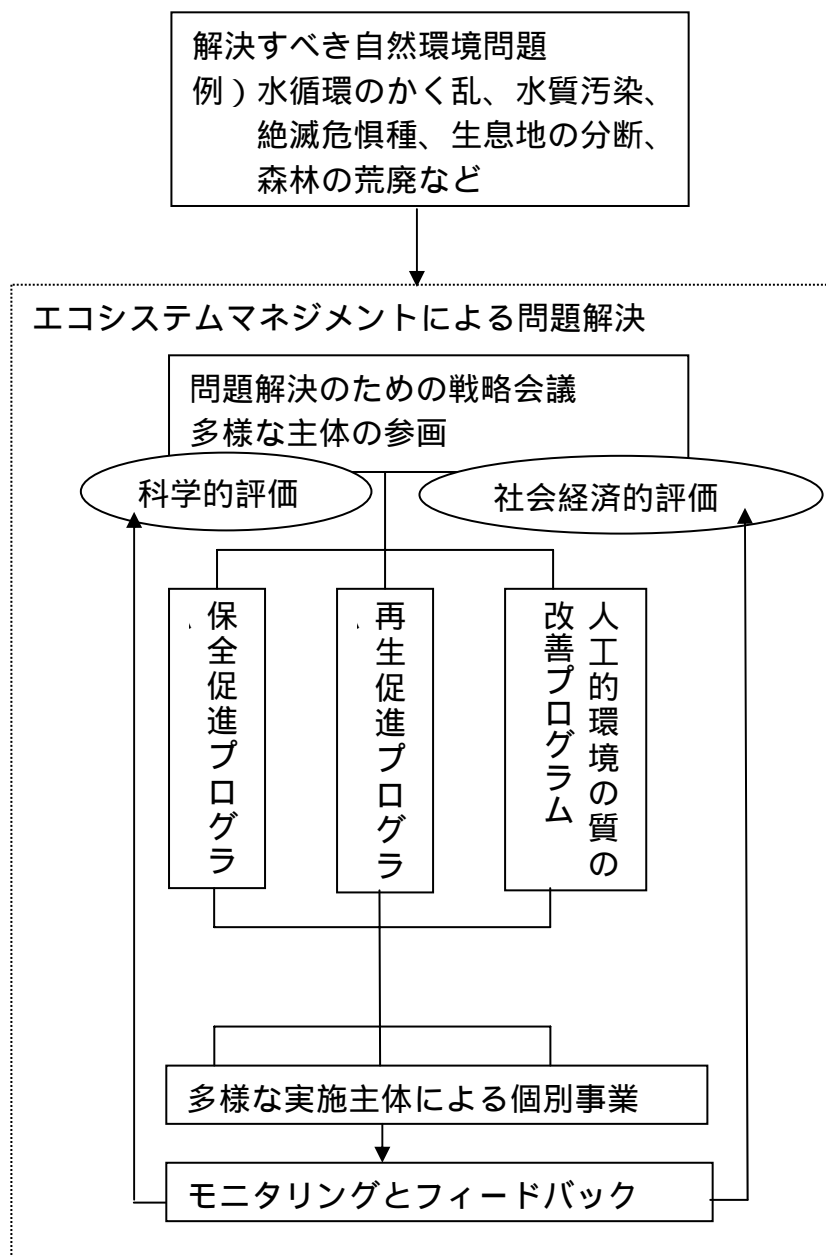 解決すべき自然環境問題
例）水循環のかく乱、水質汚染、
絶滅危惧種、生息地の分断、
森林の荒廃など
エコシステムマネジメントによる問題解決
問題解決のための戦略会議
多様な主体の参画
科学的評価
社会経済的評価
保全促進プログラ
再生促進プログラ
人工的環境の質の
改善プログラム
多様な実施主体による個別事業
モニタリングとフィードバック